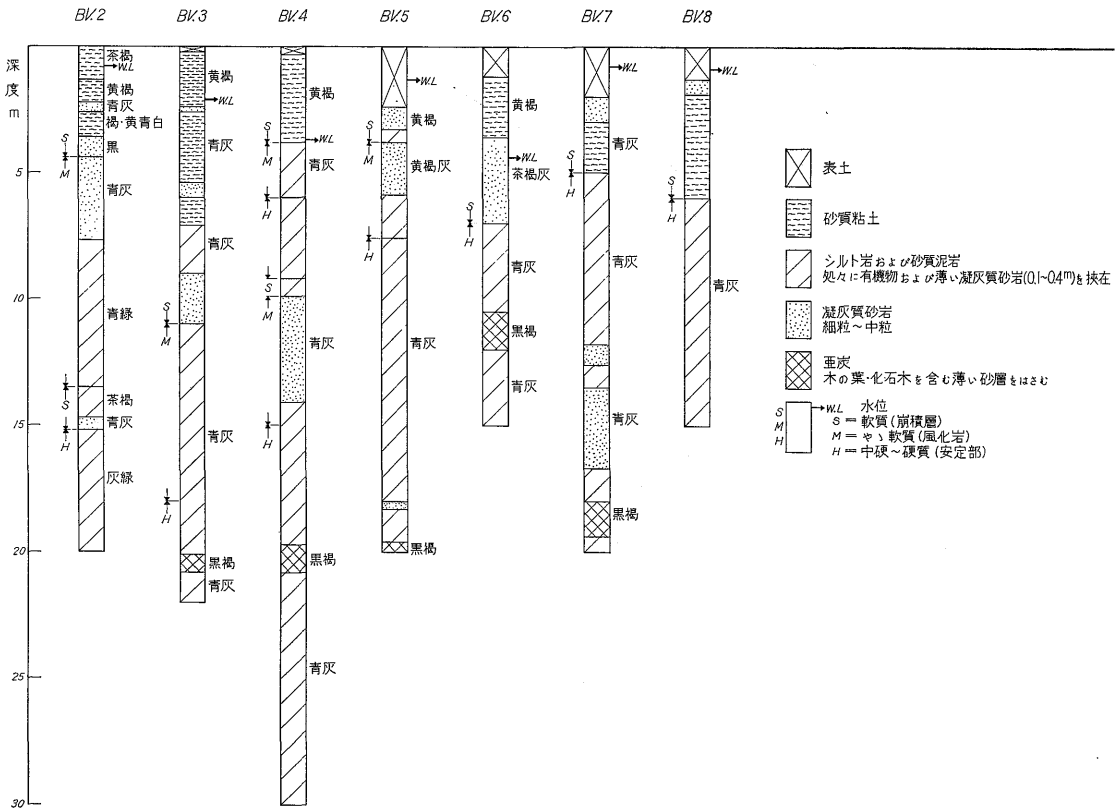 BV.2 BV.3 BV.4 BV.5 BV.6 BV.7 BV.8
深度 m
5
10
15
20
25
30
茶褐
W.L
黄褐
青灰
褐・黄青白
黒
S
M
青灰
青緑
S
茶褐
青灰
H
灰緑
黄褐
W.L
青灰
青灰
S
M
青灰
H
黒褐
青灰
黄褐
S
W.L
M
青灰
H
S
M
青灰
H
黒褐
青灰
W.L
黄褐
S
M
黄褐灰
S
H
青灰
黒褐
黄褐
W.L
茶褐灰
S
H
青灰
黒褐
青灰
W.L
青灰
S
H
青灰
青灰
黒褐
W.L
S
H
青灰
表土
砂質粘土
シルト岩および砂質泥岩
処々に有機物および薄い凝灰質砂岩(0.1~0.4m)を挟在
凝灰質砂岩
細粒~中粒
亜炭
木の葉・化石木を含む薄い砂層をはさむ
W.L 水位
S = 軟質(崩積層)
M = やゝ軟質(風化岩)
H = 中硬~硬質(安定部)
S
M
H